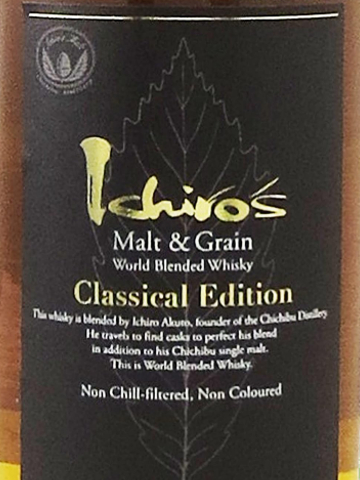 Ichiro's
Malt & Grain
World Blended Whisky
Classical Edition
This whisky is blended by Ichiro Akuto, founder of the Chichibu Distillery.
He travels to find casks to perfect his blend
in addition to his Chichibu single malt.
This is World Blended Whisky.
Non Chill-filtered, Non Coloured